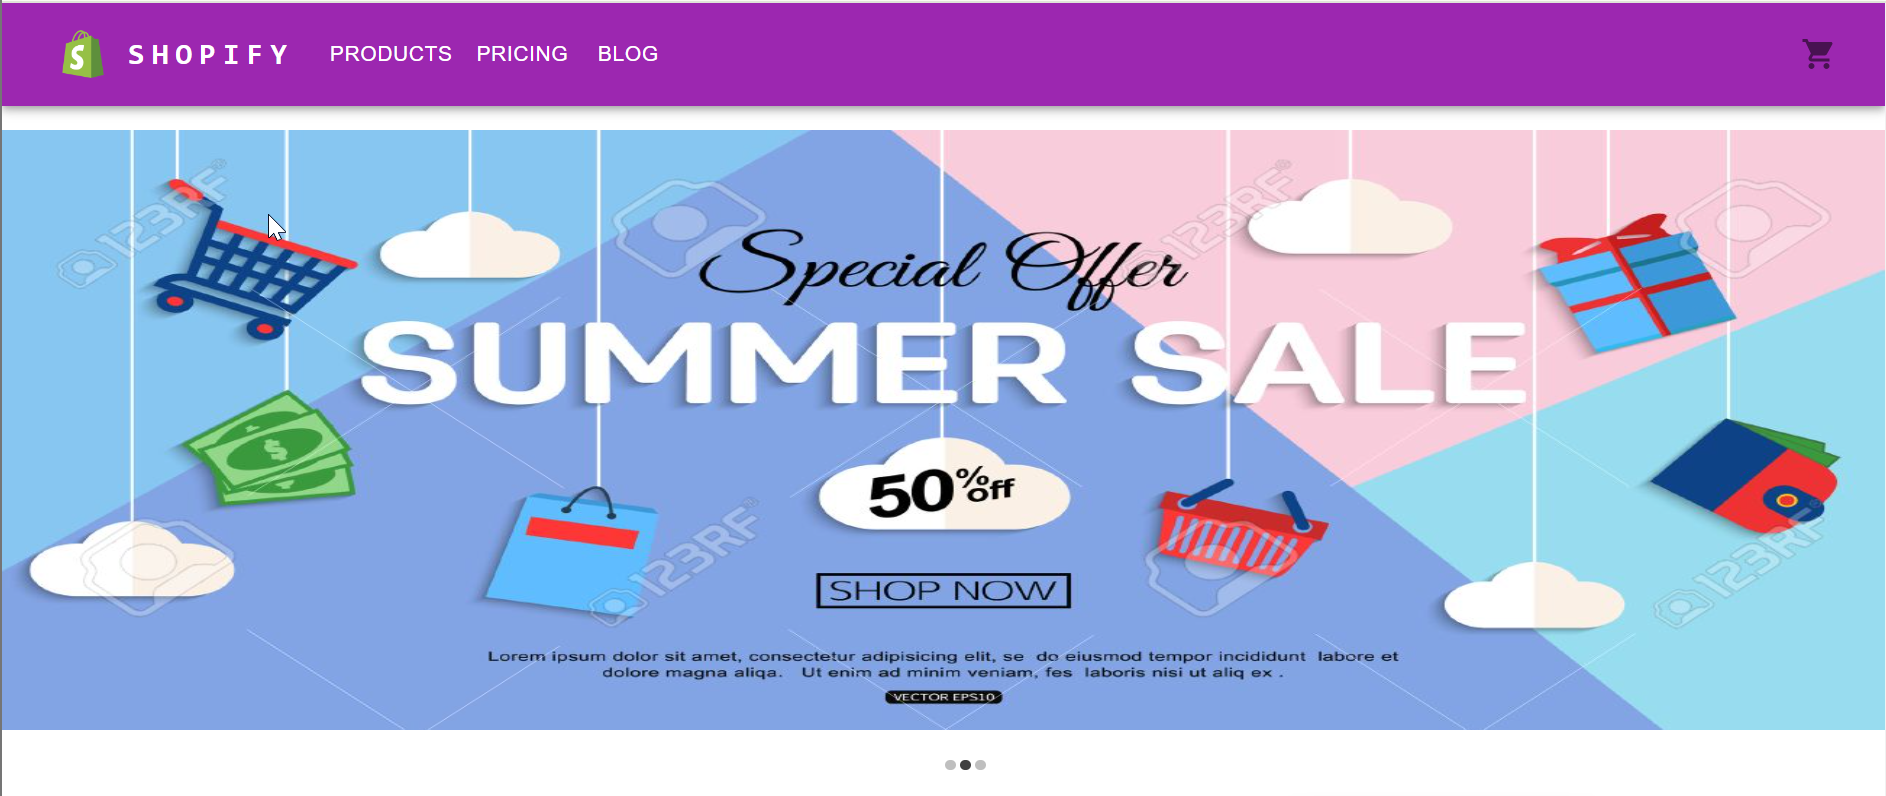 SHOPIFY PRODUCTS PRICING BLOG
Special Offer
SUMMER SALE
50% off
SHOP NOW
Lorem ipsum dolor sit amet, consectetur adipisicing elit, se do eiusmod tempor incididunt labore et
dolore magna aliqa. Ut enim ad minim veniam, fes laboris nisi ut aliq ex .
VECTOR EPS10
123RF
123RF
123RF
123RF